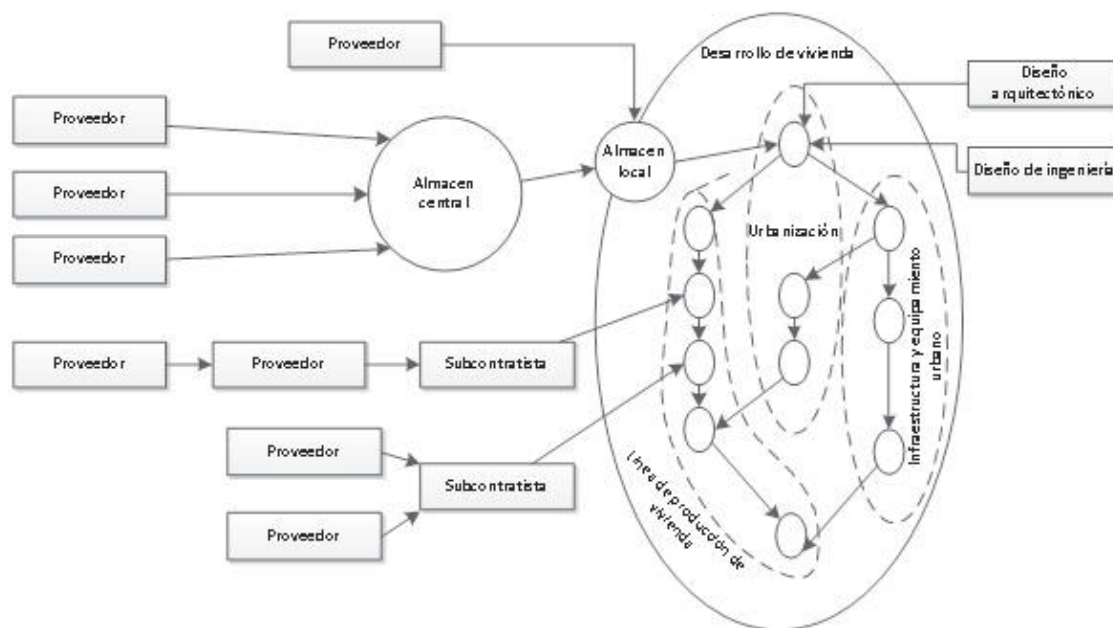 Proveedor
Desarrollo de vivienda
Diseño
arquitectónico
Proveedor
Almacen
local
Diseño de ingeniería
Proveedor
Almacen
central
Urbanización
Proveedor
Infraestructura y equipamiento
urbano
Proveedor
Proveedor
Subcontratista
Proveedor
Subcontratista
Proveedor
Línea de producción de
vivienda